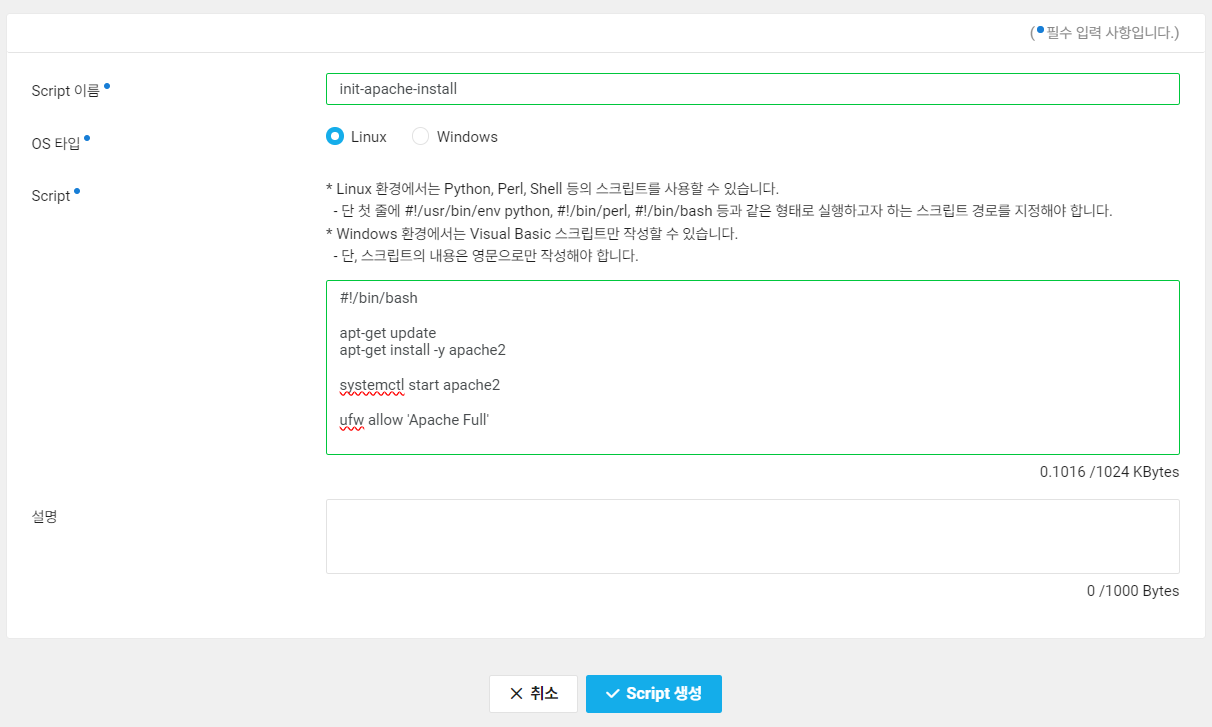 (•필수 입력 사항입니다.)
Script 이름•
init-apache-install
OS 타입•
Linux
Windows
Script•
* Linux 환경에서는 Python, Perl, Shell 등의 스크립트를 사용할 수 있습니다.
- 단 첫 줄에 #!/usr/bin/env python, #!/bin/perl, #!/bin/bash 등과 같은 형태로 실행하고자 하는 스크립트 경로를 지정해야 합니다.
* Windows 환경에서는 Visual Basic 스크립트만 작성할 수 있습니다.
- 단, 스크립트의 내용은 영문으로만 작성해야 합니다.
#!/bin/bash
apt-get update
apt-get install -y apache2
systemctl start apache2
ufw allow 'Apache Full'
0.1016 /1024 KBytes
설명
0 /1000 Bytes
취소
Script 생성